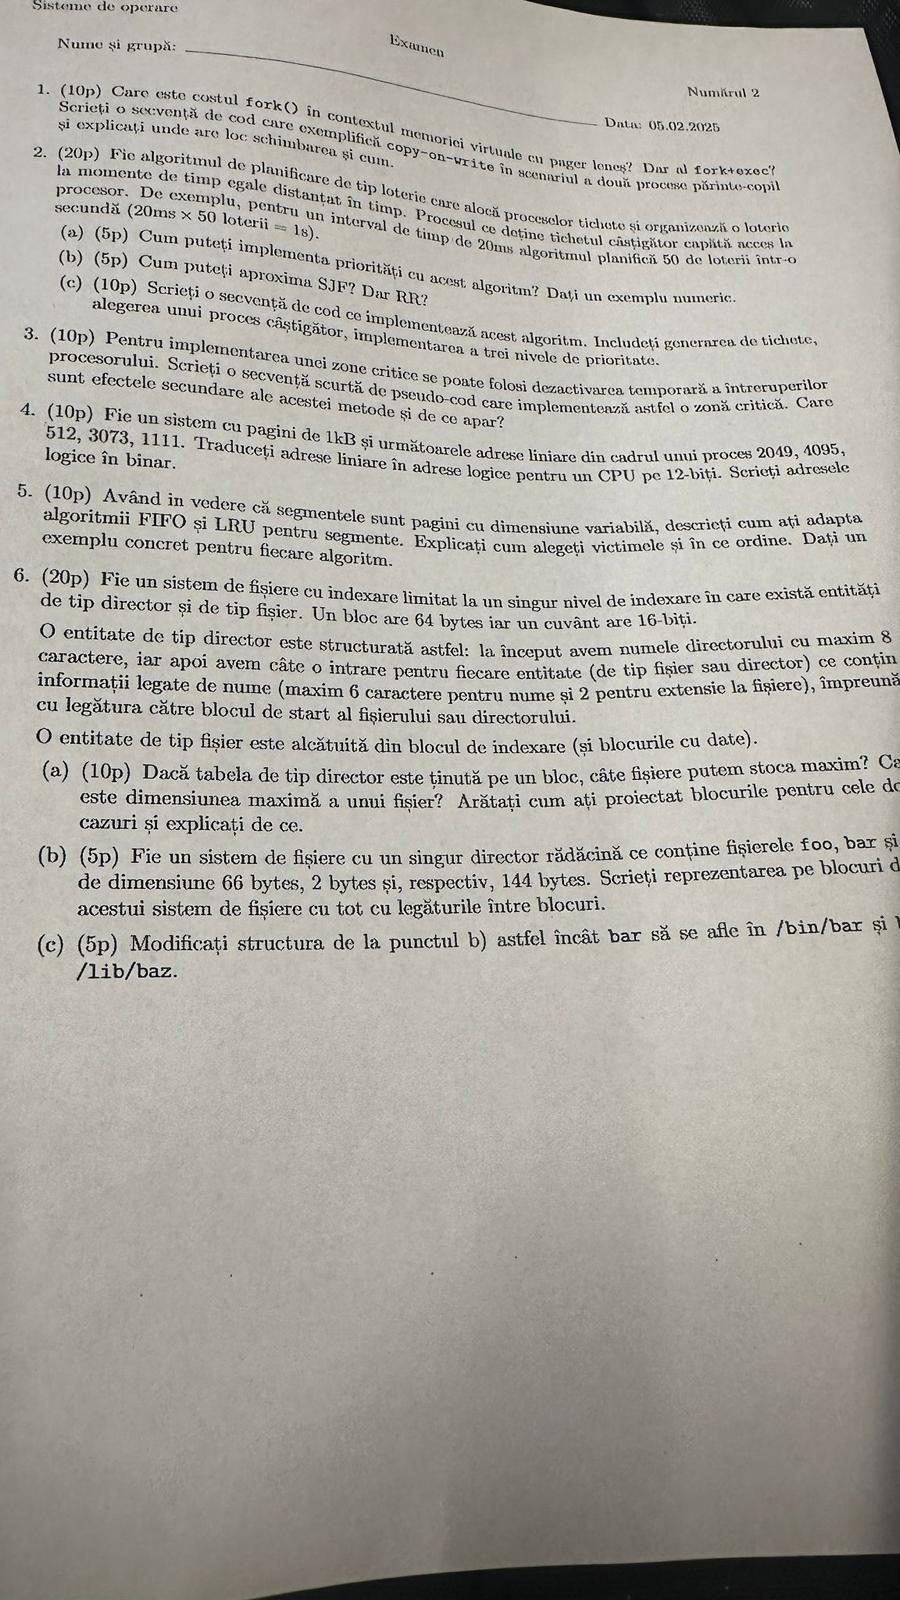 Sisteme de operare
Examen
Numărul 2
Nume și grupă:
Data: 05.02.2025
1. (10p) Care este costul fork() în contextul memoriei virtuale cu pager leneș? Dar al fork+exec?
Scrieți o secvență de cod care exemplifică copy-on-write în scenariul a două procese părinte-copil
și explicați unde are loc schimbarea și cum.
2. (20p) Fie algoritmul de planificare de tip loterie care alocă proceselor tichete și organizează o loterie
la momente de timp egale distanțat în timp. Procesul ce deține tichetul câștigător capătă acces la
procesor. De exemplu, pentru un interval de timp de 20ms algoritmul planifică 50 de loterii într-o
secundă (20ms × 50 loterii = 1s).
(a) (5p) Cum puteți implementa priorități cu acest algoritm? Dați un exemplu numeric.
(b) (5p) Cum puteți aproxima SJF? Dar RR?
(c) (10p) Scrieți o secvență de cod ce implementează acest algoritm. Includeți generarea de tichete,
alegerea unui proces câștigător, implementarea a trei nivele de prioritate.
3. (10p) Pentru implementarea unei zone critice se poate folosi dezactivarea temporară a întreruperilor
procesorului. Scrieți o secvență scurtă de pseudo-cod care implementează astfel o zonă critică. Care
sunt efectele secundare ale acestei metode și de ce apar?
4. (10p) Fie un sistem cu pagini de 1kB și următoarele adrese liniare din cadrul unui proces 2049, 4095,
512, 3073, 1111. Traduceți adrese liniare în adrese logice pentru un CPU pe 12-biți. Scrieți adresele
logice în binar.
5. (10p) Având in vedere că segmentele sunt pagini cu dimensiune variabilă, descrieți cum ați adapta
algoritmii FIFO și LRU pentru segmente. Explicați cum alegeți victimele și în ce ordine. Dați un
exemplu concret pentru fiecare algoritm.
6. (20p) Fie un sistem de fișiere cu indexare limitat la un singur nivel de indexare în care există entități
de tip director și de tip fișier. Un bloc are 64 bytes iar un cuvânt are 16-biți.
O entitate de tip director este structurată astfel: la început avem numele directorului cu maxim 8
caractere, iar apoi avem câte o intrare pentru fiecare entitate (de tip fișier sau director) ce conțin
informații legate de nume (maxim 6 caractere pentru nume și 2 pentru extensie la fișiere), împreună
cu legătura către blocul de start al fișierului sau directorului.
O entitate de tip fișier este alcătuită din blocul de indexare (și blocurile cu date).
(a) (10p) Dacă tabela de tip director este ținută pe un bloc, câte fișiere putem stoca maxim? Ca
este dimensiunea maximă a unui fișier? Arătați cum ați proiectat blocurile pentru cele do
cazuri și explicați de ce.
(b) (5p) Fie un sistem de fișiere cu un singur director rădăcină ce conține fișierele foo, bar și
de dimensiune 66 bytes, 2 bytes și, respectiv, 144 bytes. Scrieți reprezentarea pe blocuri
acestui sistem de fișiere cu tot cu legăturile între blocuri.
(c) (5p) Modificați structura de la punctul b) astfel încât bar să se afle în /bin/bar și
/lib/baz.